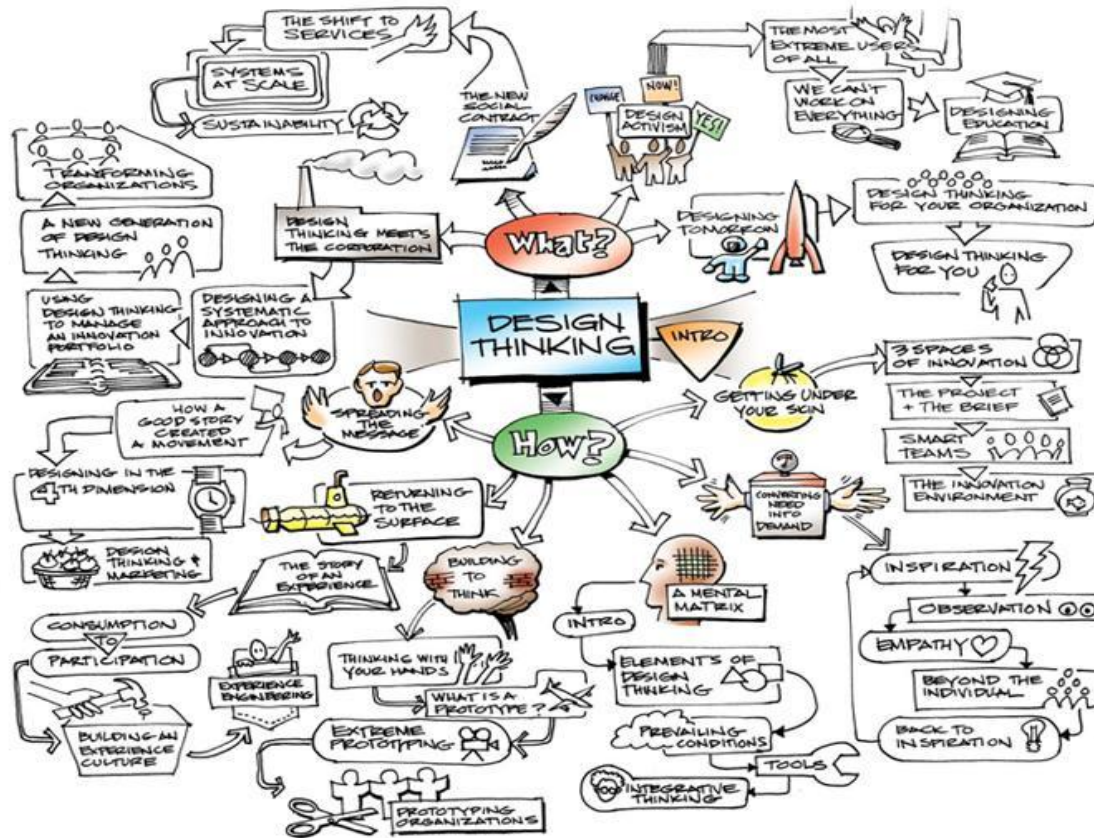 DESIGN
THINKING
INTRO
What?
THE NEW
SOCIAL
CONTRACT
THE SHIFT TO
SERVICES
SYSTEMS
AT SCALE
SUSTAINABILITY
DESIGN
ACTIVISM
CHANGE
NOW!
YES!
THE MOST
EXTREME USERS
OF ALL
WE CAN'T
WORK ON
EVERYTHING
DESIGNING
EDUCATION
DESIGNING
TOMORROW
DESIGN THINKING
FOR YOUR ORGANIZATION
DESIGN THINKING
FOR YOU
DESIGN
THINKING MEETS
THE CORPORATION
DESIGNING A
SYSTEMATIC
APPROACH TO
INNOVATION
USING
DESIGN THINKING
TO MANAGE
AN INNOVATION
PORTFOLIO
A NEW GENERATION
OF DESIGN
THINKING
TRANSFORMING
ORGANIZATIONS
How?
GETTING UNDER
YOUR SKIN
3 SPACES
OF INNOVATION
THE PROJECT
+ THE BRIEF
SMART
TEAMS
THE INNOVATION
ENVIRONMENT
CONVERTING
NEED INTO
DEMAND
INSPIRATION
OBSERVATION
EMPATHY
BEYOND THE
INDIVIDUAL
BACK TO
INSPIRATION
A MENTAL
MATRIX
INTRO
ELEMENTS OF
DESIGN
THINKING
PREVAILING
CONDITIONS
TOOLS
INTEGRATIVE
THINKING
BUILDING
TO
THINK
THINKING WITH
YOUR HANDS
WHAT IS A
PROTOTYPE?
EXTREME
PROTOTYPING
PROTOTYPING
ORGANIZATIONS
RETURNING
TO THE
SURFACE
THE STORY
OF AN
EXPERIENCE
CONSUMPTION
TO
PARTICIPATION
BUILDING AN
EXPERIENCE
CULTURE
EXPERIENCE
ENGINEERING
SPREADING
THE
MESSAGE
HOW A
GOOD STORY
CREATED
A MOVEMENT
DESIGNING IN THE
4TH DIMENSION
DESIGN
THINKING +
MARKETING